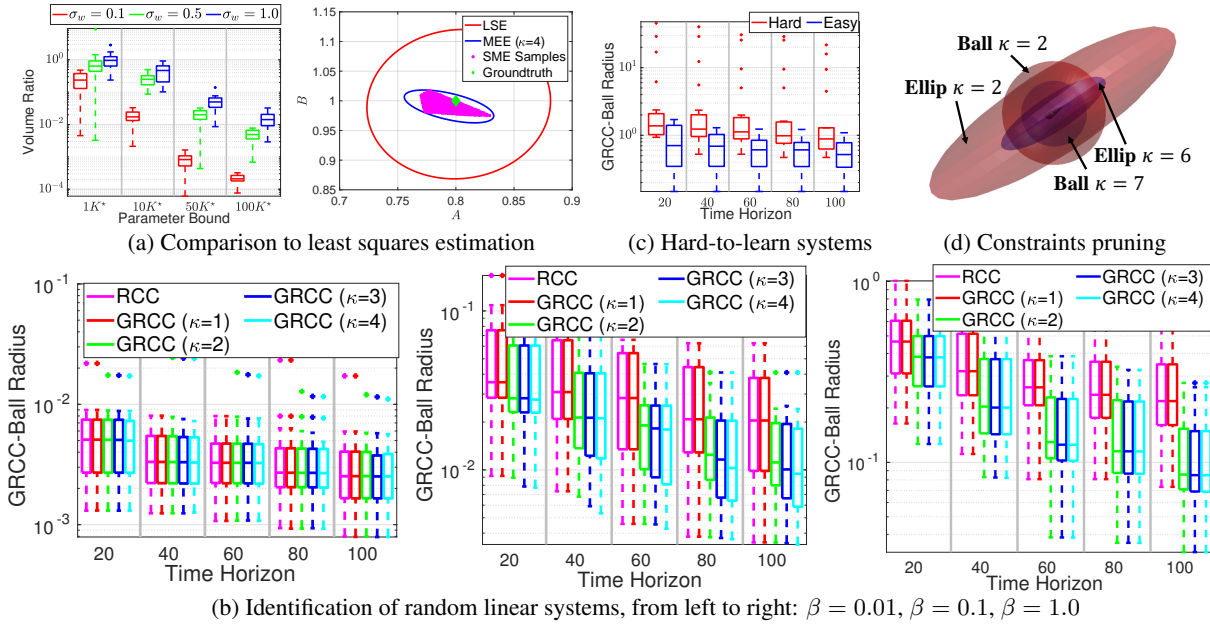 σ_w = 0.1 σ_w = 0.5 σ_w = 1.0
Volume Ratio
10^0
10^-2
10^-4
1K* 10K* 50K* 100K*
Parameter Bound
LSE
MEE (κ=4)
SME Samples
Groundtruth
B
1.15
1.1
1.05
1
0.95
0.9
0.85
0.7 0.8 0.9
A
(a) Comparison to least squares estimation
Hard Easy
GRCC-Ball Radius
10^1
10^0
20 40 60 80 100
Time Horizon
(c) Hard-to-learn systems
Ball κ = 2
Ellip κ = 2
Ellip κ = 6
Ball κ = 7
(d) Constraints pruning
RCC
GRCC (κ=1)
GRCC (κ=2)
GRCC (κ=3)
GRCC (κ=4)
GRCC-Ball Radius
10^-1
10^-2
10^-3
20 40 60 80 100
Time Horizon
RCC
GRCC (κ=1)
GRCC (κ=2)
GRCC (κ=3)
GRCC (κ=4)
GRCC-Ball Radius
10^-1
10^-2
20 40 60 80 100
Time Horizon
RCC
GRCC (κ=1)
GRCC (κ=2)
GRCC (κ=3)
GRCC (κ=4)
GRCC-Ball Radius
10^0
10^-1
20 40 60 80 100
Time Horizon
(b) Identification of random linear systems, from left to right: β = 0.01, β = 0.1, β = 1.0